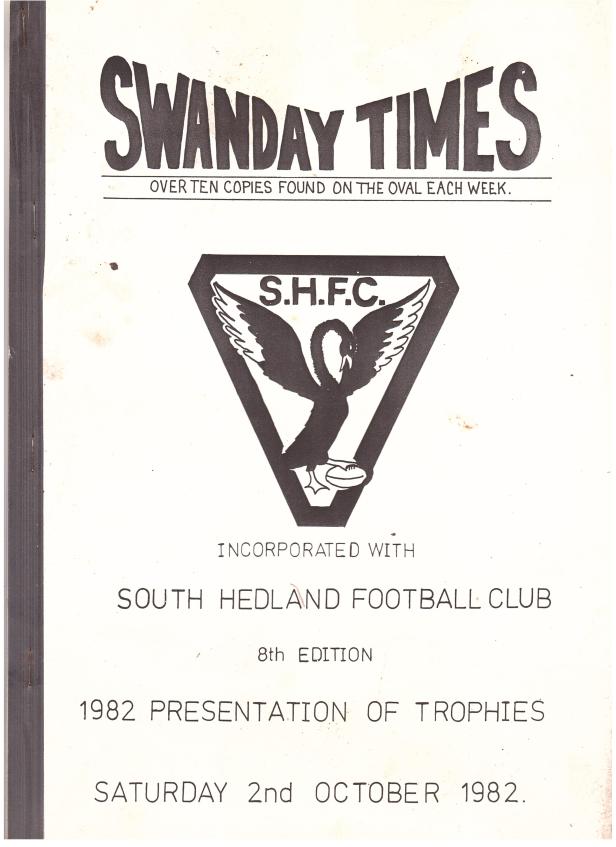 SWANDAY TIMES
OVER TEN COPIES FOUND ON THE OVAL EACH WEEK.
S.H.F.C.
INCORPORATED WITH
SOUTH HEDLAND FOOTBALL CLUB
8th EDITION
1982 PRESENTATION OF TROPHIES
SATURDAY 2nd OCTOBER 1982.